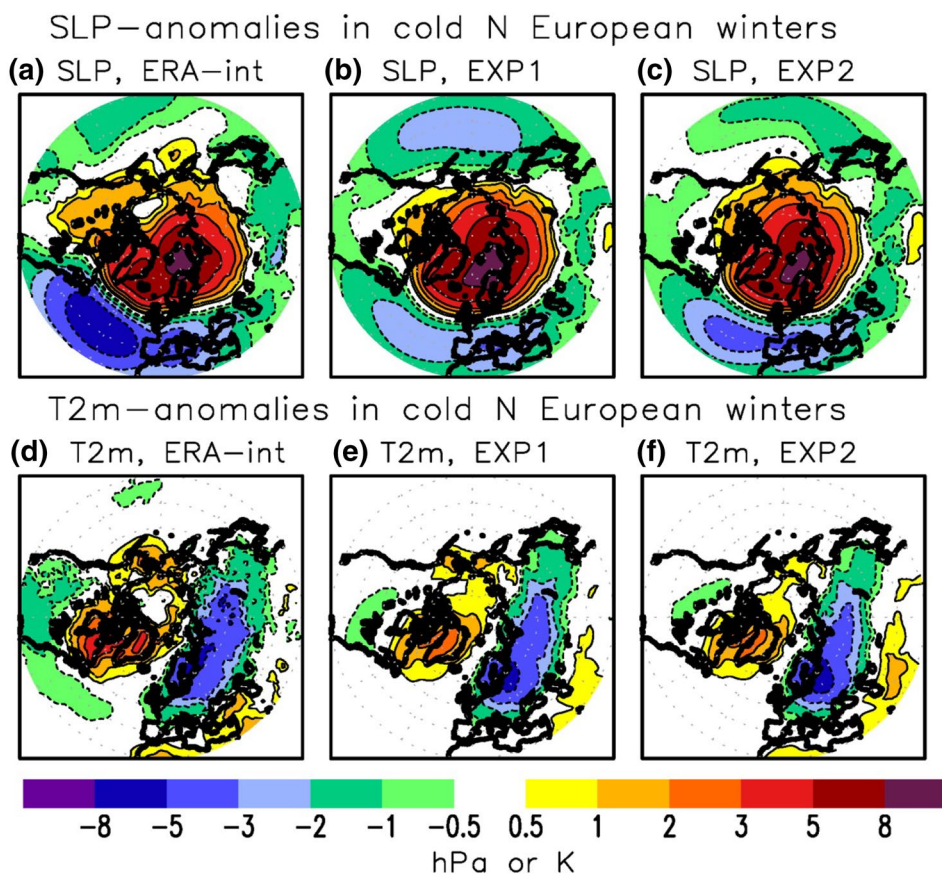 SLP-anomalies in cold N European winters
(a) SLP, ERA-int (b) SLP, EXP1 (c) SLP, EXP2
T2m-anomalies in cold N European winters
(d) T2m, ERA-int (e) T2m, EXP1 (f) T2m, EXP2
-8 -5 -3 -2 -1 -0.5 0.5 1 2 3 5 8
hPa or K